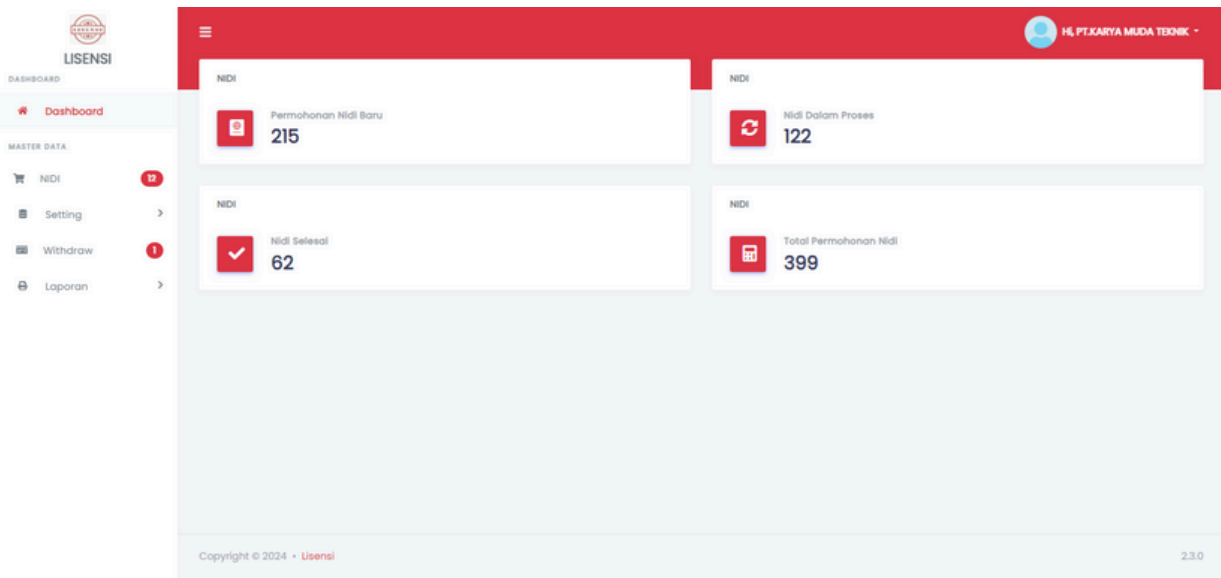 LISENSI
DASHBOARD
Dashboard
MASTER DATA
NIDI 12
Setting
Withdraw 1
Laporan
Hi, PT.KARYA MUDA TEKNIK
NIDI
Permohonan Nidi Baru
215
NIDI
Nidi Dalam Proses
122
NIDI
Nidi Selesai
62
NIDI
Total Permohonan Nidi
399
Copyright © 2024 • Lisensi
2.3.0